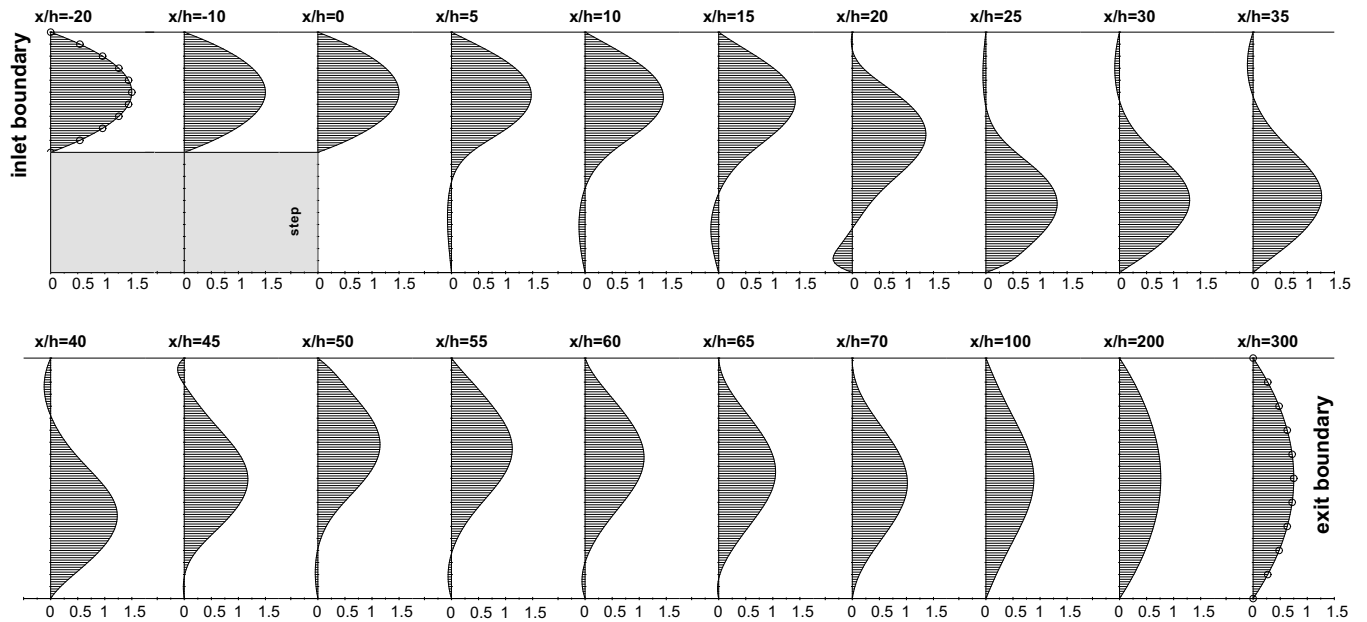 x/h=-20 x/h=-10 x/h=0 x/h=5 x/h=10 x/h=15 x/h=20 x/h=25 x/h=30 x/h=35
inlet boundary
step
0 0.5 1 1.5 0 0.5 1 1.5 0 0.5 1 1.5 0 0.5 1 1.5 0 0.5 1 1.5 0 0.5 1 1.5 0 0.5 1 1.5 0 0.5 1 1.5 0 0.5 1 1.5 0 0.5 1 1.5
x/h=40 x/h=45 x/h=50 x/h=55 x/h=60 x/h=65 x/h=70 x/h=100 x/h=200 x/h=300
exit boundary
0 0.5 1 1.5 0 0.5 1 1.5 0 0.5 1 1.5 0 0.5 1 1.5 0 0.5 1 1.5 0 0.5 1 1.5 0 0.5 1 1.5 0 0.5 1 1.5 0 0.5 1 1.5 0 0.5 1 1.5